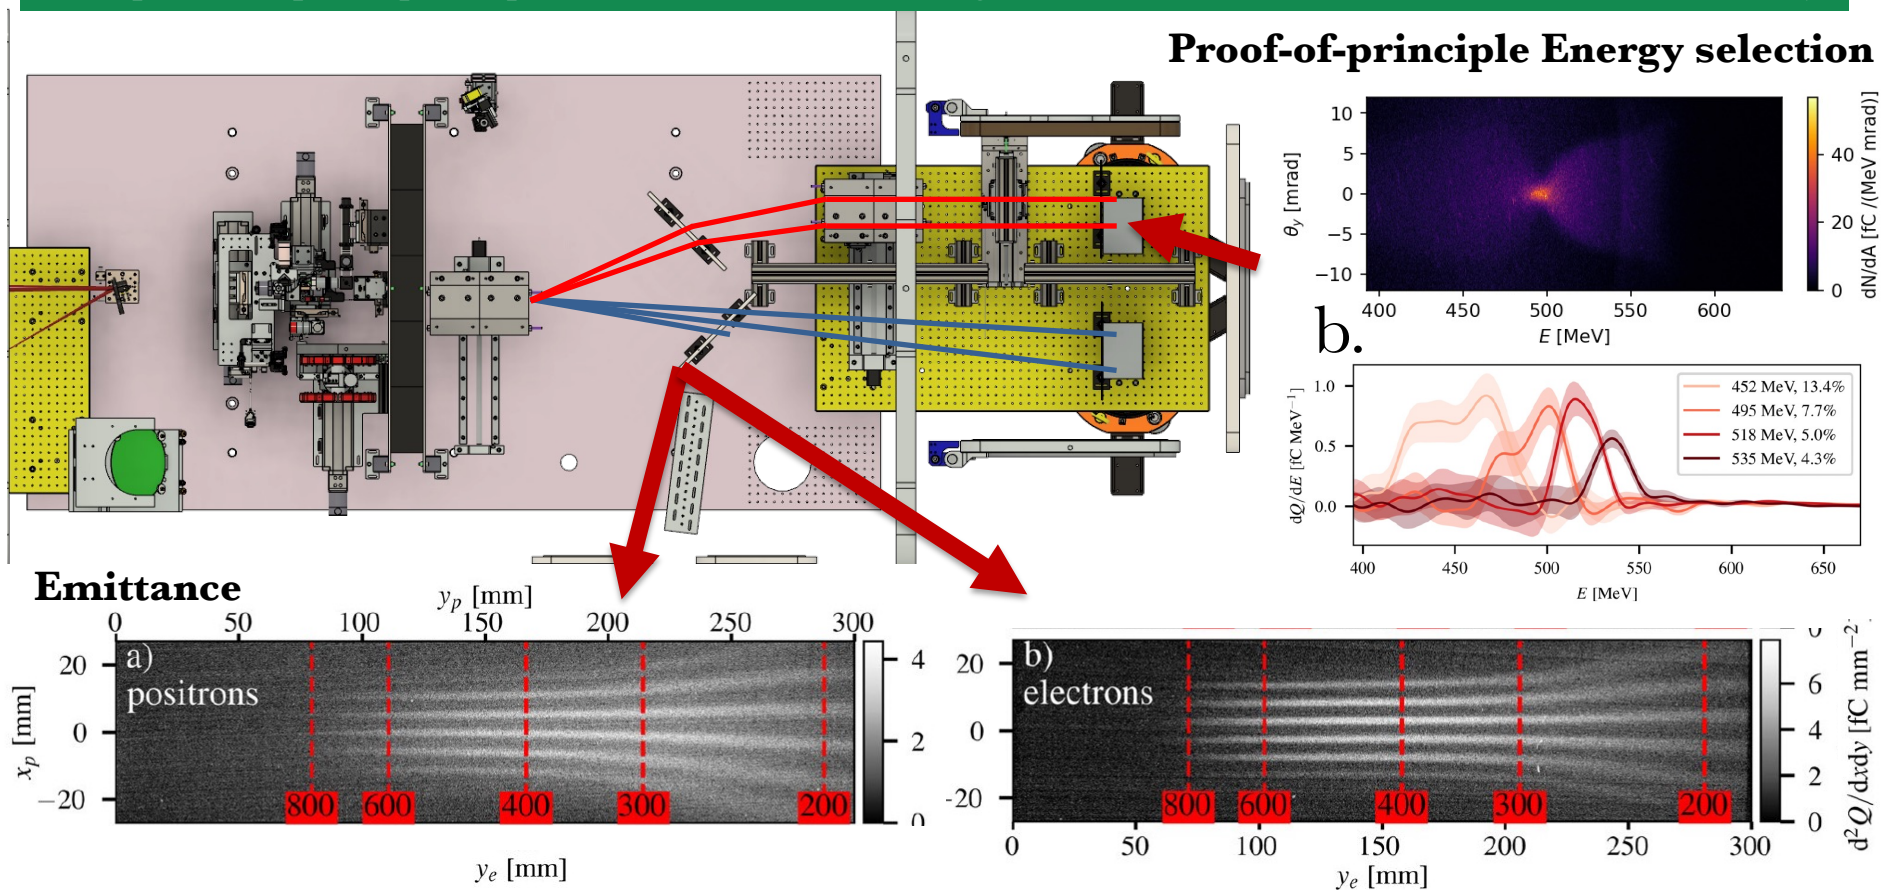 Proof-of-principle Energy selection
10
5
0
−5
−10
θy [mrad]
400
450
500
550
600
E [MeV]
40
20
0
dN/dA [fC /(MeV mrad)]
b.
1.0
0.5
0.0
dQ/dE [fC MeV⁻¹]
452 MeV, 13.4%
495 MeV, 7.7%
518 MeV, 5.0%
535 MeV, 4.3%
400
450
500
550
600
650
E [MeV]
Emittance
yp [mm]
0
50
100
150
200
250
300
a)
positrons
20
0
−20
xp [mm]
800
600
400
300
200
4
2
0
ye [mm]
b)
electrons
20
0
-20
800
600
400
300
200
0
50
100
150
200
250
300
ye [mm]
6
4
2
0
d²Q/dxdy [fC mm⁻²